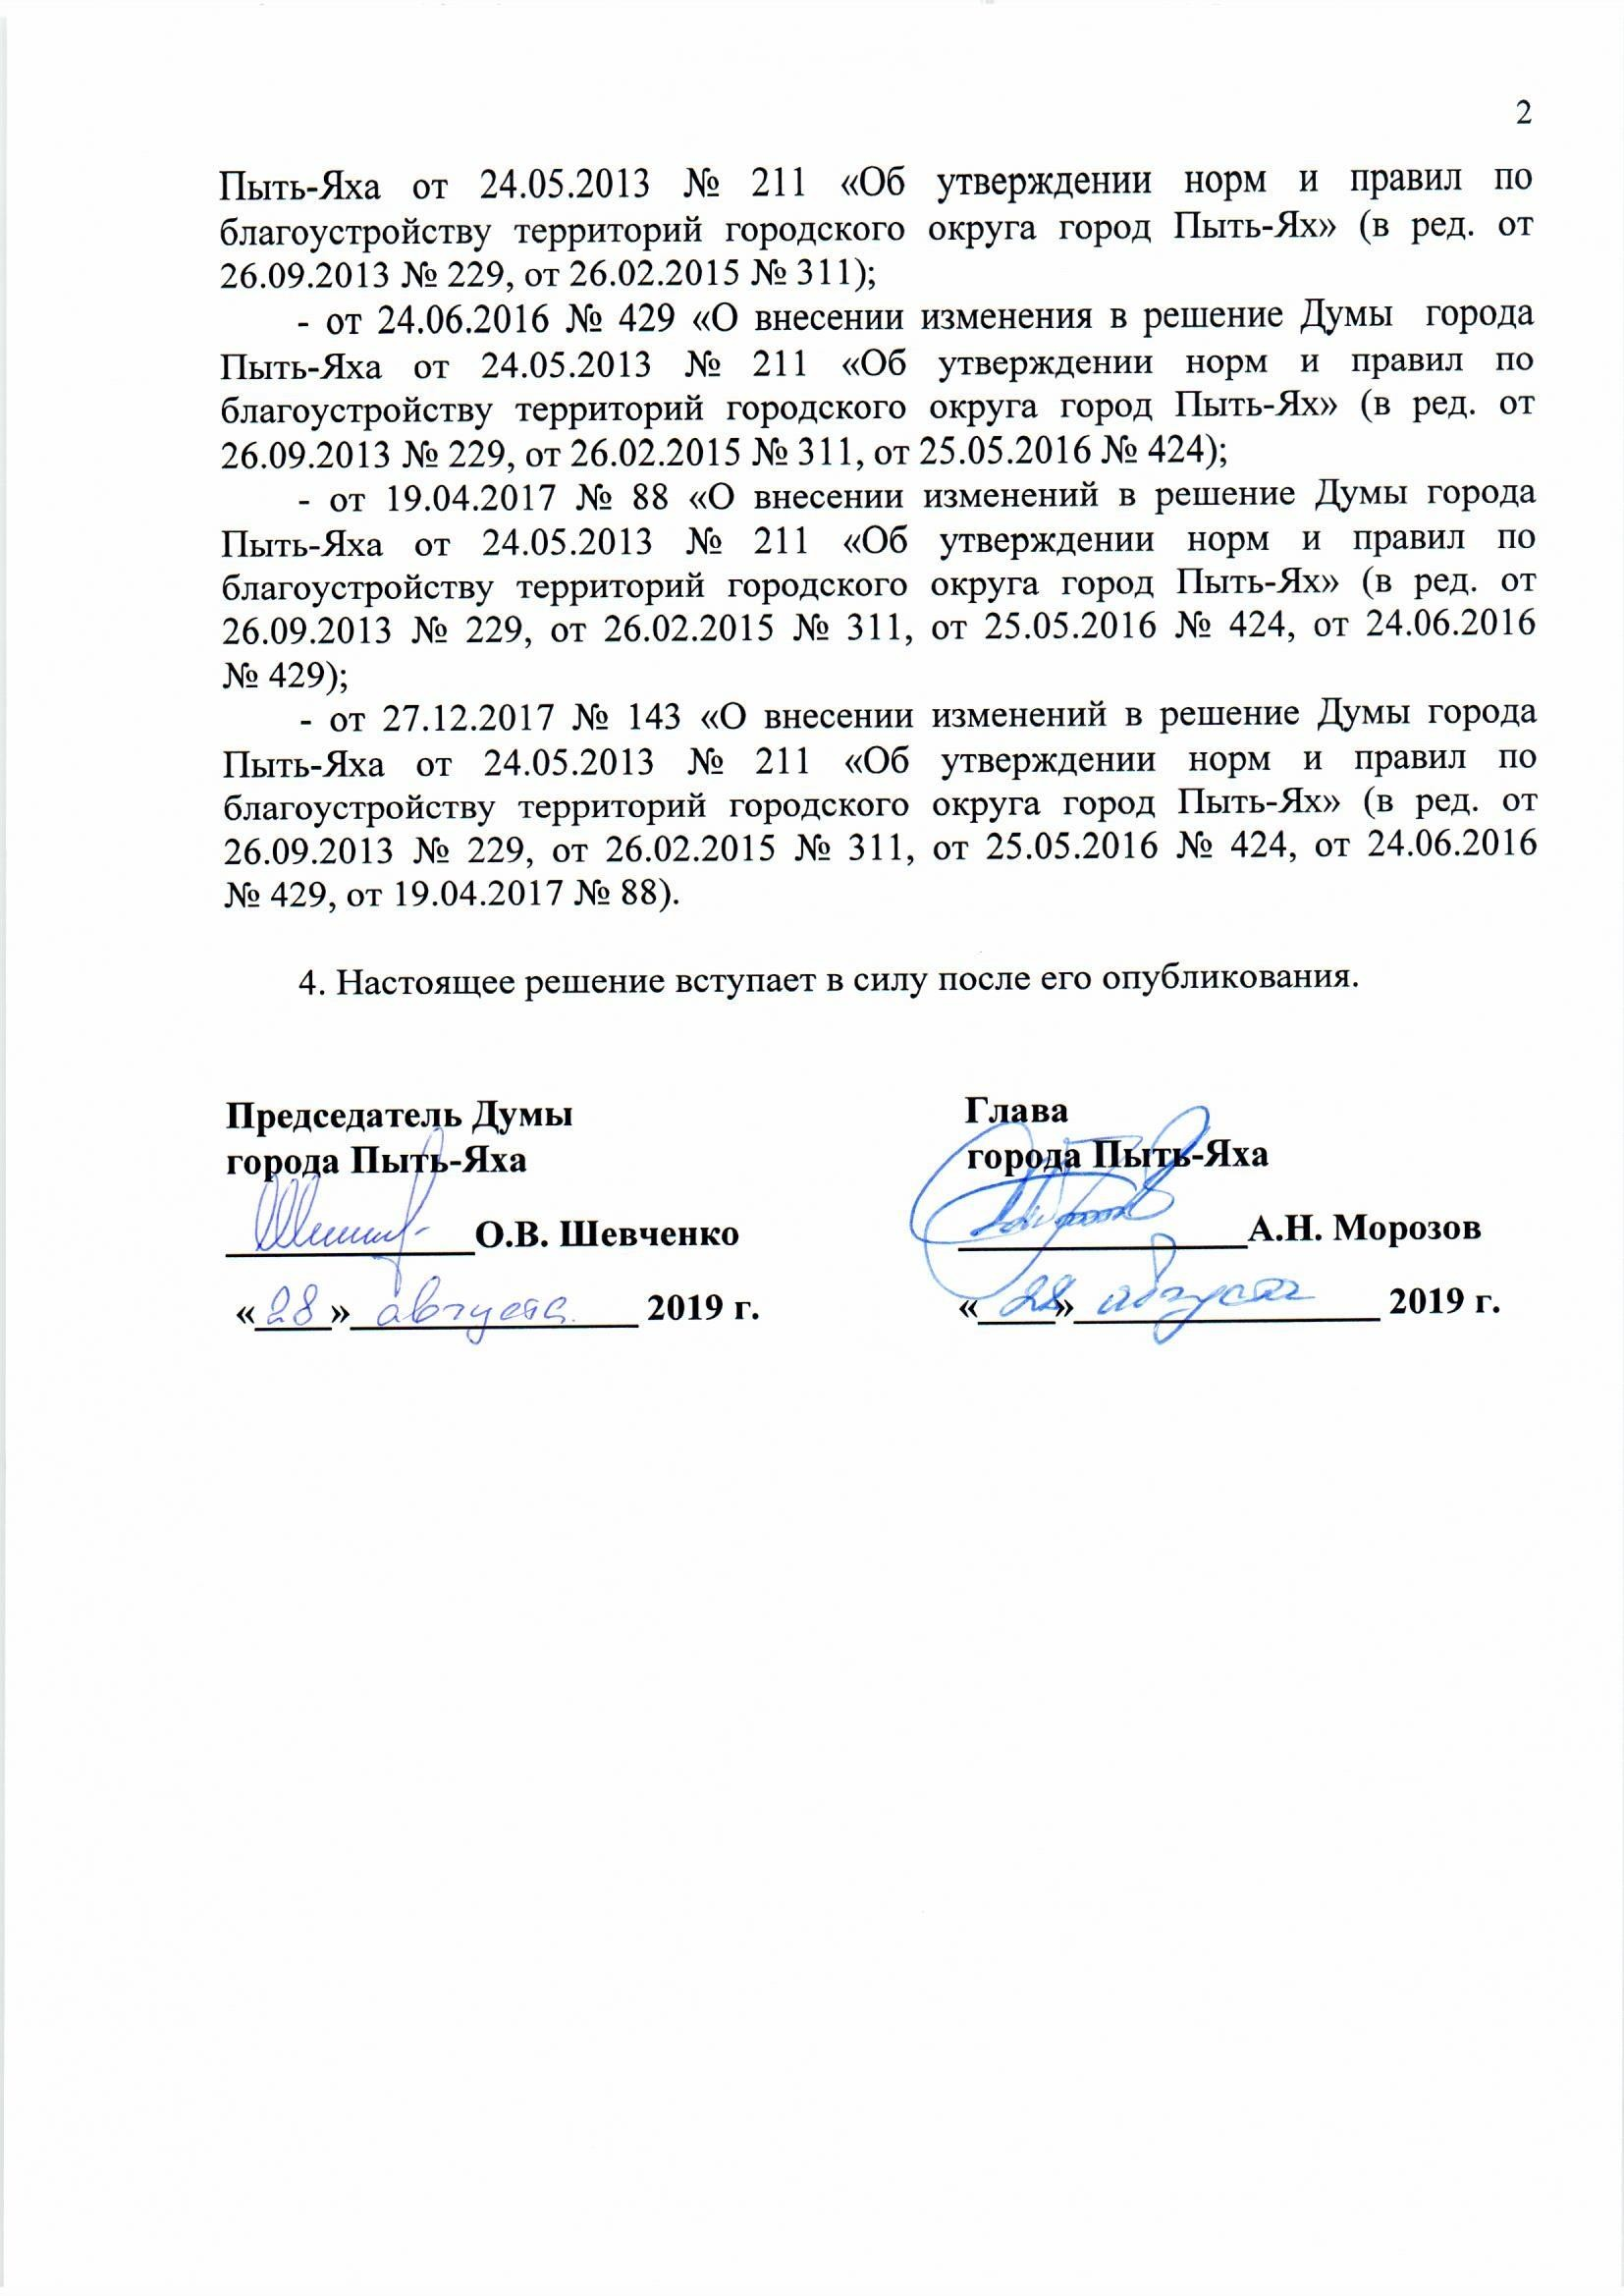 2
Пыть-Яха от 24.05.2013 № 211 «Об утверждении норм и правил по
благоустройству территорий городского округа город Пыть-Ях» (в ред. от
26.09.2013 № 229, от 26.02.2015 № 311);
- от 24.06.2016 № 429 «О внесении изменения в решение Думы города
Пыть-Яха от 24.05.2013 № 211 «Об утверждении норм и правил по
благоустройству территорий городского округа город Пыть-Ях» (в ред. от
26.09.2013 № 229, от 26.02.2015 № 311, от 25.05.2016 № 424);
- от 19.04.2017 № 88 «О внесении изменений в решение Думы города
Пыть-Яха от 24.05.2013 № 211 «Об утверждении норм и правил по
благоустройству территорий городского округа город Пыть-Ях» (в ред. от
26.09.2013 № 229, от 26.02.2015 № 311, от 25.05.2016 № 424, от 24.06.2016
№ 429);
- от 27.12.2017 № 143 «О внесении изменений в решение Думы города
Пыть-Яха от 24.05.2013 № 211 «Об утверждении норм и правил по
благоустройству территорий городского округа город Пыть-Ях» (в ред. от
26.09.2013 № 229, от 26.02.2015 № 311, от 25.05.2016 № 424, от 24.06.2016
№ 429, от 19.04.2017 № 88).
4. Настоящее решение вступает в силу после его опубликования.
Председатель Думы
города Пыть-Яха
О.В. Шевченко
«28» августа 2019 г.
Глава
города Пыть-Яха
А.Н. Морозов
«28» августа 2019 г.